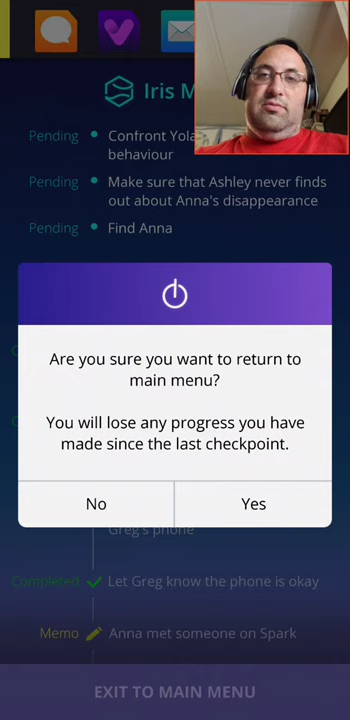 Iris M
Pending Confront Yola
behaviour
Pending Make sure that Ashley never finds
out about Anna's disappearance
Pending Find Anna
Are you sure you want to return to
main menu?
You will lose any progress you have
made since the last checkpoint.
No Yes
Greg's phone
Completed Let Greg know the phone is okay
Memo Anna met someone on Spark
EXIT TO MAIN MENU